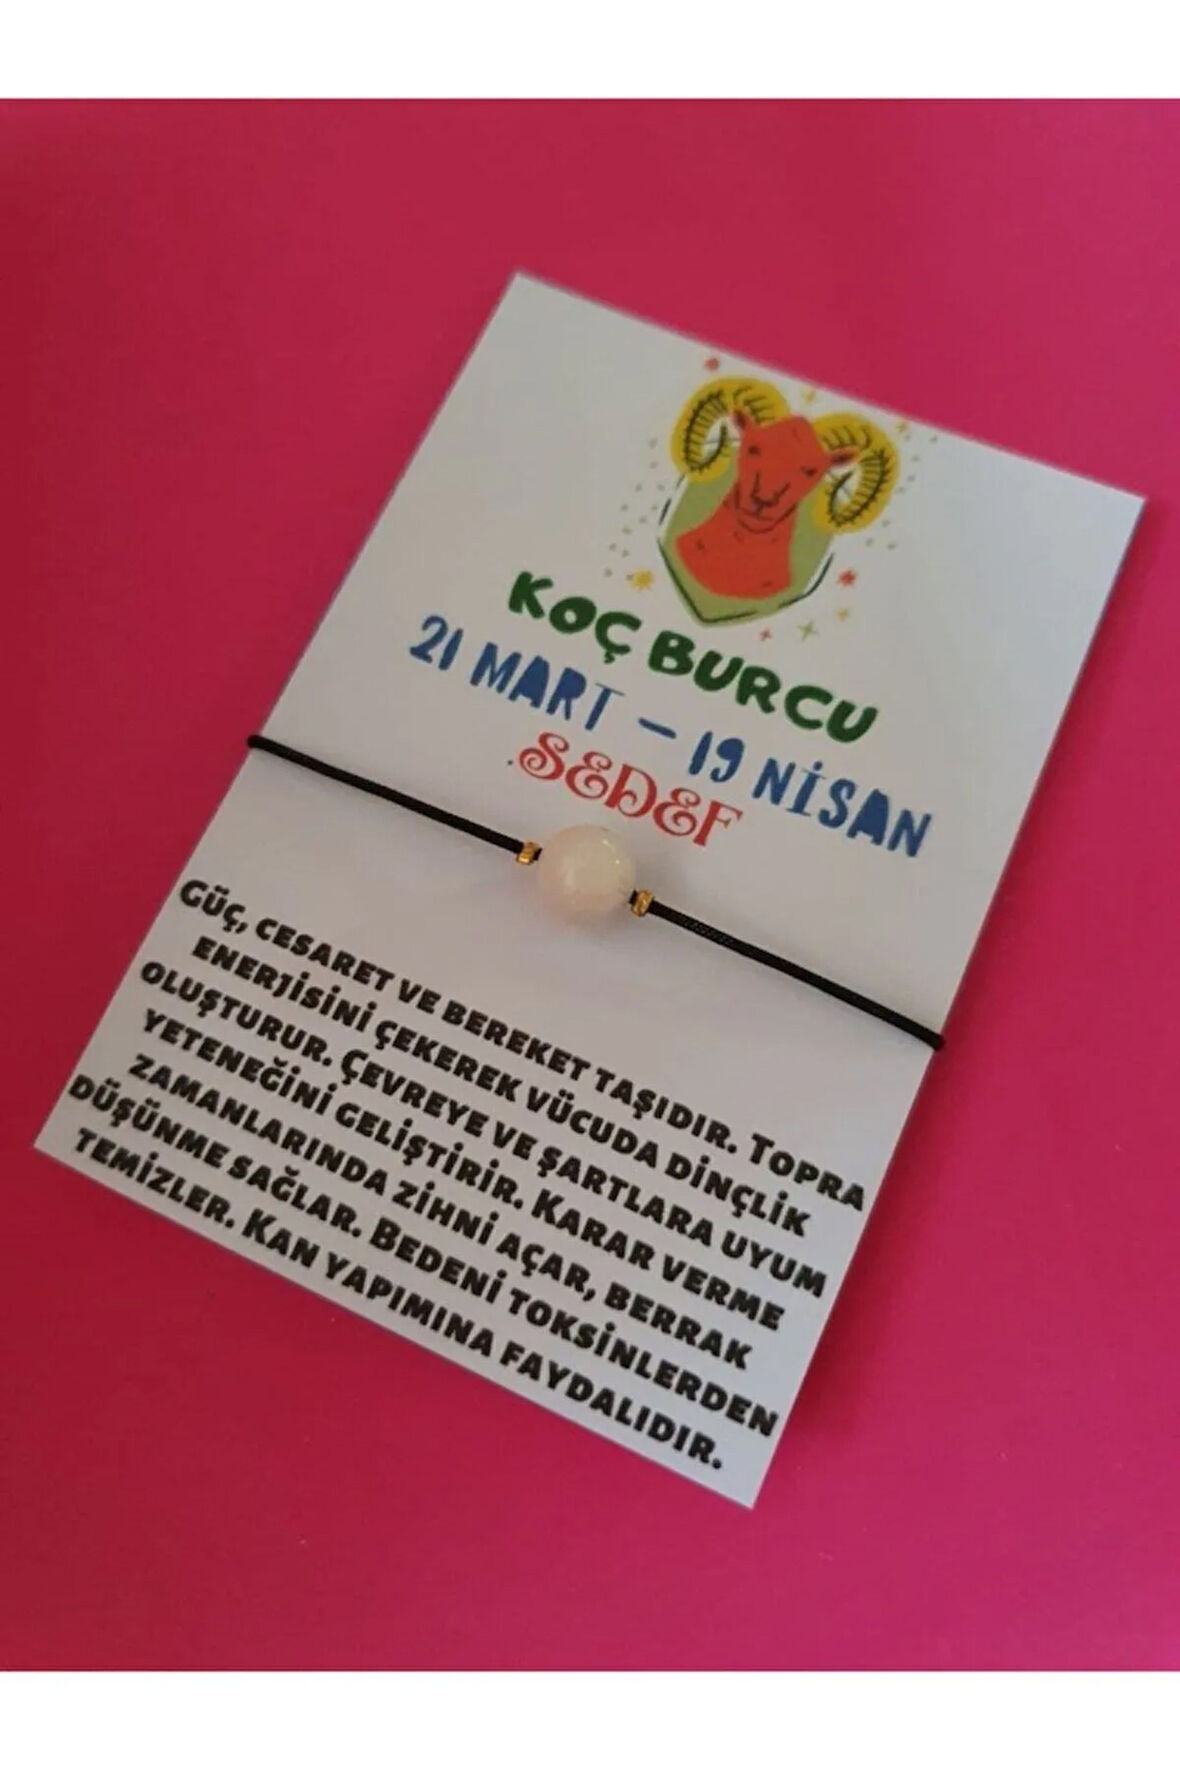 KOÇ BURCU
21 MART – 19 NİSAN
SEDEF
GÜÇ, CESARET VE BEREKET TAŞIDIR. TOPRA
ENERJİSİNİ ÇEKEREK VÜCUDA DİNÇLİK
OLUŞTURUR. ÇEVREYE VE ŞARTLARA UYUM
YETENEĞİNİ GELİŞTİRİR. KARAR VERME
ZAMANLARINDA ZİHNİ AÇAR, BERRAK
DÜŞÜNME SAĞLAR. BEDENİ TOKSİNLERDEN
TEMİZLER. KAN YAPIMINA FAYDALIDIR.